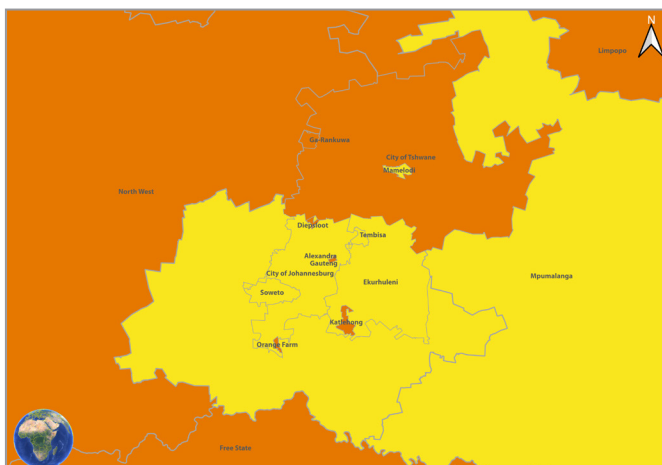 N
Limpopo
Ga-Rankuwa
City of Tshwane
Mamelodi
North West
Diepsloot
Tembisa
Alexandra
Gauteng
City of Johannesburg
Mpumalanga
Ekurhuleni
Soweto
Katlehong
Orange Farm
Free State